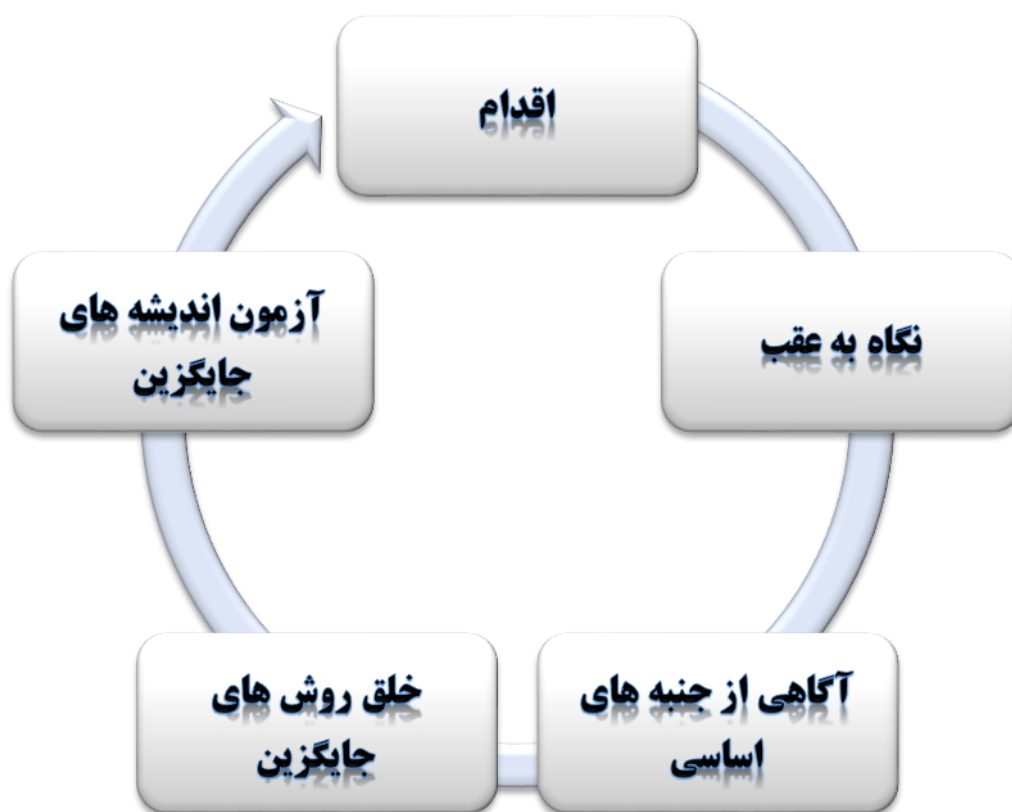 اقدام
نگاه به عقب
آگاهی از جنبه های
اساسی
خلق روش های
جایگزین
آزمون اندیشه های
جایگزین